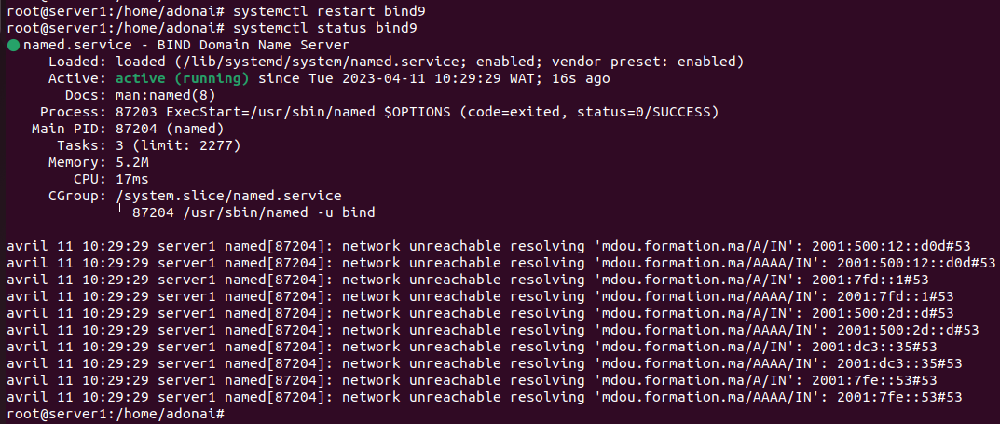 root@server1:/home/adonai# systemctl restart bind9
root@server1:/home/adonai# systemctl status bind9
● named.service - BIND Domain Name Server
     Loaded: loaded (/lib/systemd/system/named.service; enabled; vendor preset: enabled)
     Active: active (running) since Tue 2023-04-11 10:29:29 WAT; 16s ago
       Docs: man:named(8)
    Process: 87203 ExecStart=/usr/sbin/named $OPTIONS (code=exited, status=0/SUCCESS)
   Main PID: 87204 (named)
      Tasks: 3 (limit: 2277)
     Memory: 5.2M
        CPU: 17ms
     CGroup: /system.slice/named.service
             └─87204 /usr/sbin/named -u bind

avril 11 10:29:29 server1 named[87204]: network unreachable resolving 'mdou.formation.ma/A/IN': 2001:500:12::d0d#53
avril 11 10:29:29 server1 named[87204]: network unreachable resolving 'mdou.formation.ma/AAAA/IN': 2001:500:12::d0d#53
avril 11 10:29:29 server1 named[87204]: network unreachable resolving 'mdou.formation.ma/A/IN': 2001:7fd::1#53
avril 11 10:29:29 server1 named[87204]: network unreachable resolving 'mdou.formation.ma/AAAA/IN': 2001:7fd::1#53
avril 11 10:29:29 server1 named[87204]: network unreachable resolving 'mdou.formation.ma/A/IN': 2001:500:2d::d#53
avril 11 10:29:29 server1 named[87204]: network unreachable resolving 'mdou.formation.ma/AAAA/IN': 2001:500:2d::d#53
avril 11 10:29:29 server1 named[87204]: network unreachable resolving 'mdou.formation.ma/A/IN': 2001:dc3::35#53
avril 11 10:29:29 server1 named[87204]: network unreachable resolving 'mdou.formation.ma/AAAA/IN': 2001:dc3::35#53
avril 11 10:29:29 server1 named[87204]: network unreachable resolving 'mdou.formation.ma/A/IN': 2001:7fe::53#53
avril 11 10:29:29 server1 named[87204]: network unreachable resolving 'mdou.formation.ma/AAAA/IN': 2001:7fe::53#53
root@server1:/home/adonai#